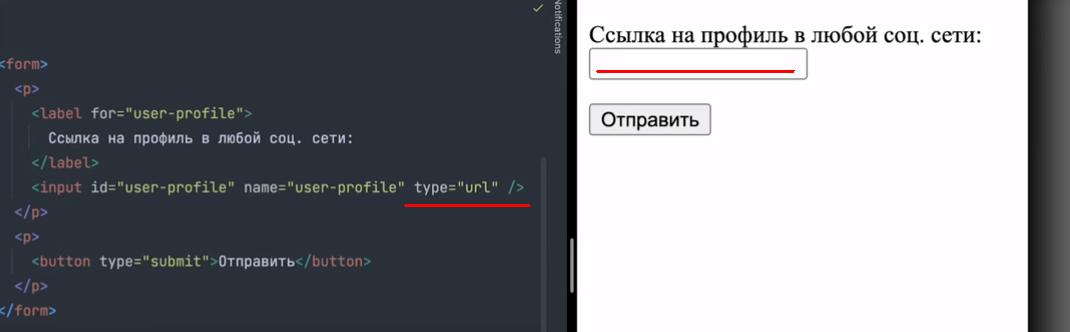 Notifications
<form>
<p>
<label for="user-profile">
Ссылка на профиль в любой соц. сети:
</label>
<input id="user-profile" name="user-profile" type="url" />
</p>
<p>
<button type="submit">Отправить</button>
</p>
</form>
Ссылка на профиль в любой соц. сети:
Отправить